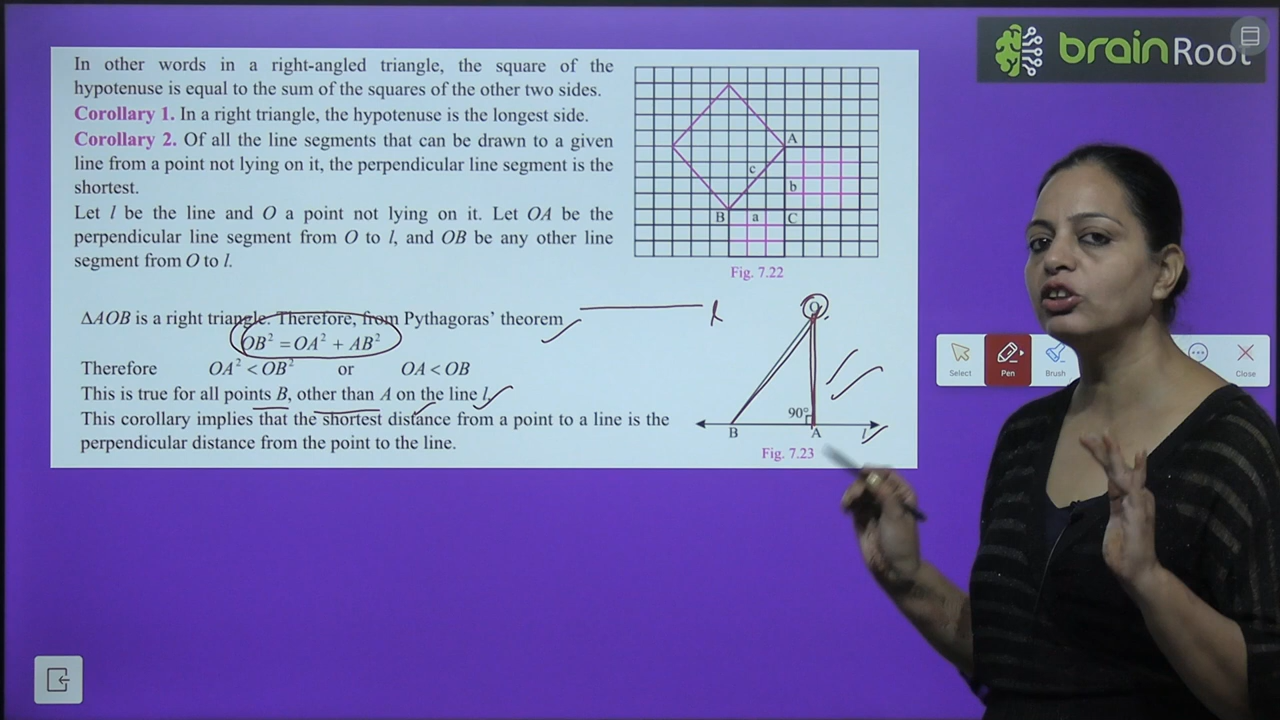 brainRoot
In other words in a right-angled triangle, the square of the
hypotenuse is equal to the sum of the squares of the other two sides.
Corollary 1. In a right triangle, the hypotenuse is the longest side.
Corollary 2. Of all the line segments that can be drawn to a given
line from a point not lying on it, the perpendicular line segment is the
shortest.
Let l be the line and O a point not lying on it. Let OA be the
perpendicular line segment from O to l, and OB be any other line
segment from O to l.
A
c
b
B a C
Fig. 7.22
ΔAOB is a right triangle. Therefore, from Pythagoras' theorem
OB² = OA² + AB²
Therefore OA² < OB² or OA < OB
This is true for all points B, other than A on the line l.
This corollary implies that the shortest distance from a point to a line is the
perpendicular distance from the point to the line.
l
O
90°
B A l
Fig. 7.23
Select Pen Brush Close